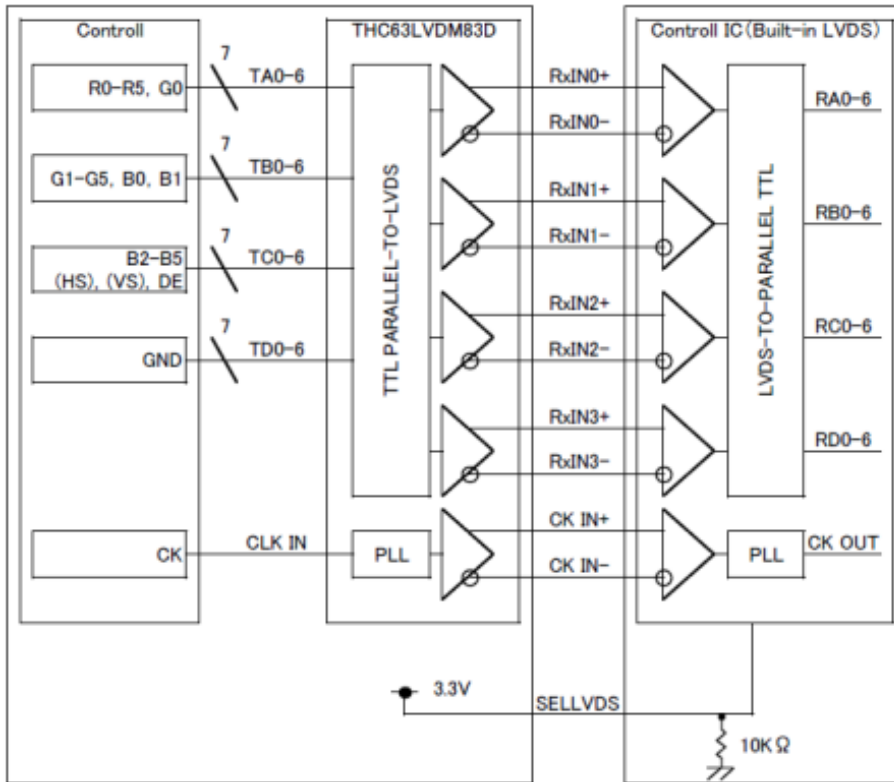 Controll
THC63LVDM83D
Controll IC(Built-in LVDS)
R0-R5, G0
7
TA0-6
RxIN0+
RxIN0-
RA0-6
G1-G5, B0, B1
7
TB0-6
RxIN1+
RxIN1-
RB0-6
B2-B5
(HS), (VS), DE
7
TC0-6
RxIN2+
RxIN2-
RC0-6
GND
7
TD0-6
RxIN3+
RxIN3-
RD0-6
TTL PARALLEL-TO-LVDS
LVDS-TO-PARALLEL TTL
CK
CLK IN
PLL
CK IN+
CK IN-
PLL
CK OUT
3.3V
SELLVDS
10KΩ